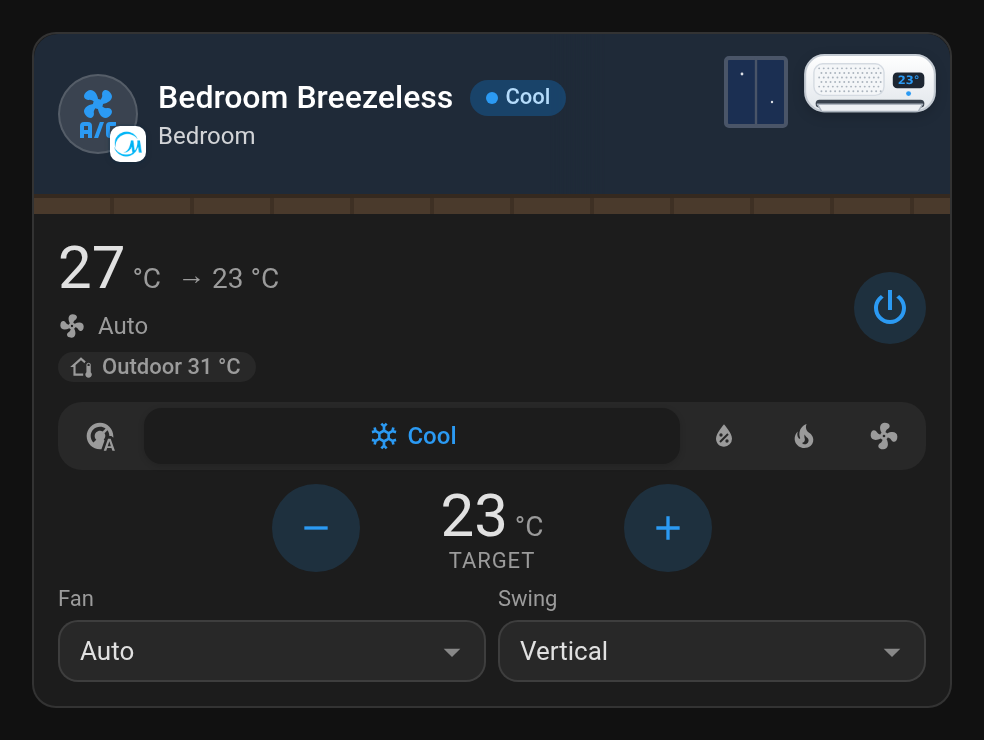 Bedroom Breezeless
Cool
23°
A/C
Bedroom
27 °C → 23 °C
Auto
Outdoor 31 °C
A
Cool
23 °C
TARGET
Fan
Swing
Auto
Vertical